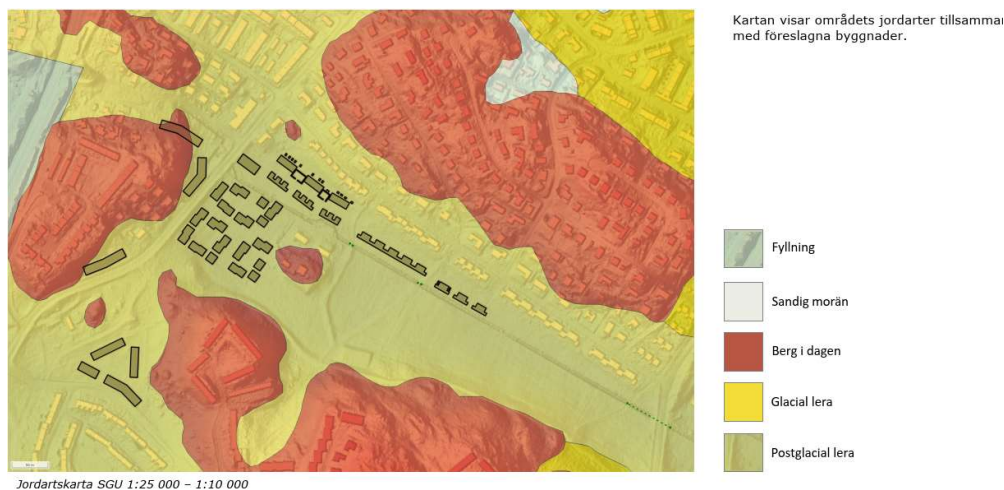 Kartan visar områdets jordarter tillsammar
med föreslagna byggnader.
Fyllning
Sandig morän
Berg i dagen
Glacial lera
Postglacial lera
Jordartskarta SGU 1:25 000 – 1:10 000